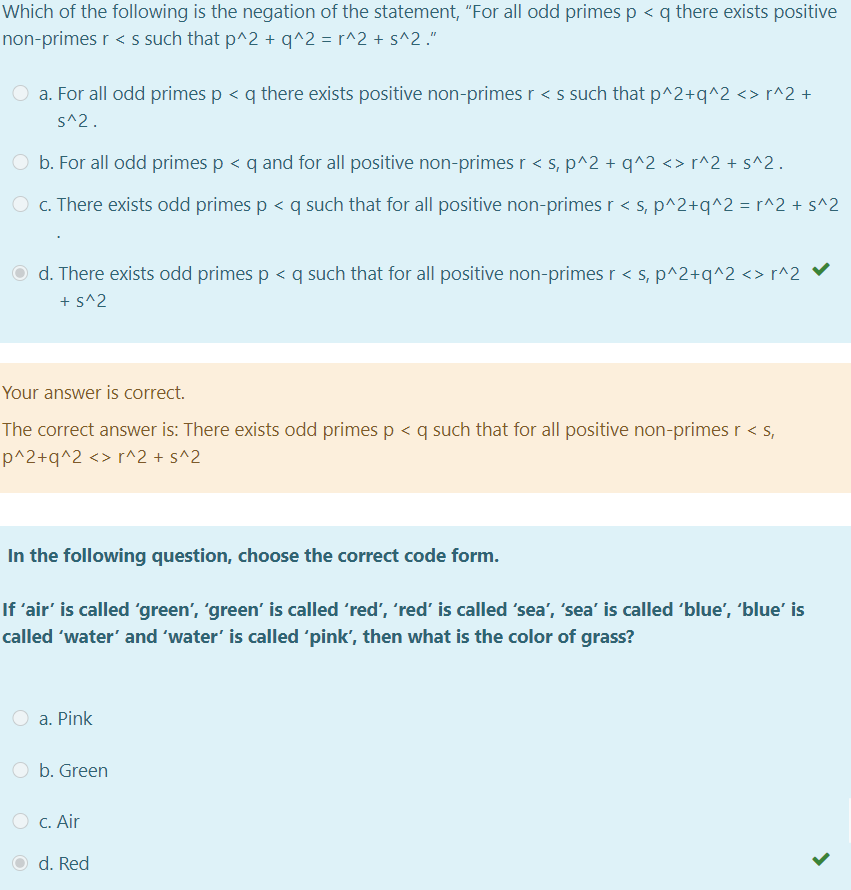 Which of the following is the negation of the statement, “For all odd primes p < q there exists positive
non-primes r < s such that p^2 + q^2 = r^2 + s^2 .”
a. For all odd primes p < q there exists positive non-primes r < s such that p^2+q^2 <> r^2 +
s^2 .
b. For all odd primes p < q and for all positive non-primes r < s, p^2 + q^2 <> r^2 + s^2 .
c. There exists odd primes p < q such that for all positive non-primes r < s, p^2+q^2 = r^2 + s^2
.
d. There exists odd primes p < q such that for all positive non-primes r < s, p^2+q^2 <> r^2
+ s^2
Your answer is correct.
The correct answer is: There exists odd primes p < q such that for all positive non-primes r < s,
p^2+q^2 <> r^2 + s^2
In the following question, choose the correct code form.
If ‘air’ is called ‘green’, ‘green’ is called ‘red’, ‘red’ is called ‘sea’, ‘sea’ is called ‘blue’, ‘blue’ is
called ‘water’ and ‘water’ is called ‘pink’, then what is the color of grass?
a. Pink
b. Green
c. Air
d. Red